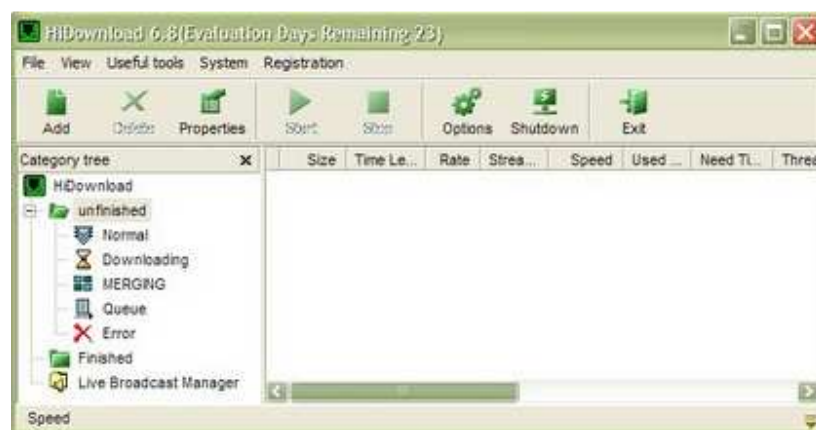 HiDownload 6.8(Evaluation Days Remaining 23)
File View Useful tools System Registration
Add Delete Properties Start Stop Options Shutdown Exit
Category tree Size Time Le... Rate Strea... Speed Used ... Need Ti... Threa
HiDownload
unfinished
Normal
Downloading
MERGING
Queue
Error
Finished
Live Broadcast Manager
Speed